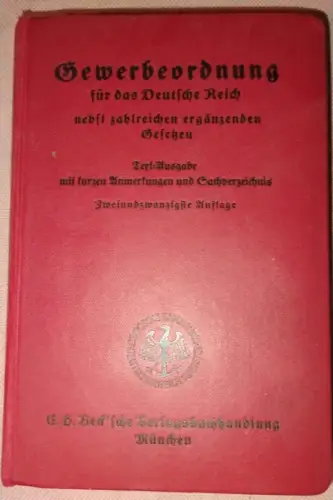 Gewerbeordnung
für das Deutsche Reich
nebst zahlreichen ergänzenden
Gesetzen
Text-Ausgabe
mit kurzen Anmerkungen und Sachverzeichnis
Zweiundzwanzigste Auflage
C. H. Beck'sche Verlagsbuchhandlung
München